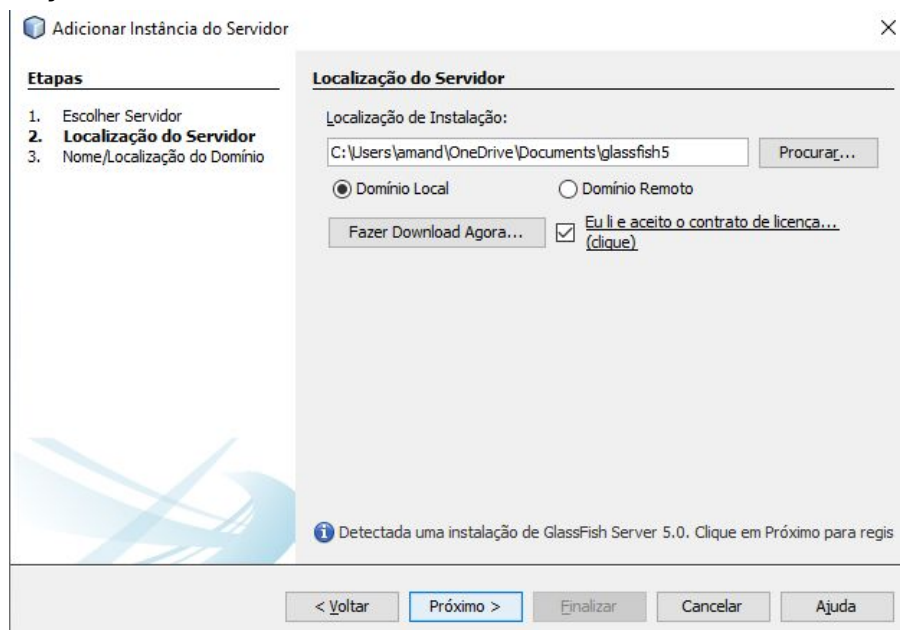 Adicionar Instância do Servidor
Etapas
1. Escolher Servidor
2. Localização do Servidor
3. Nome/Localização do Domínio
Localização do Servidor
Localização de Instalação:
C:\Users\amand\OneDrive\Documents\glassfish5
Procurar...
Domínio Local
Domínio Remoto
Fazer Download Agora...
Eu li e aceito o contrato de licença...
(clique)
Detectada uma instalação de GlassFish Server 5.0. Clique em Próximo para regis
< Voltar
Próximo >
Finalizar
Cancelar
Ajuda